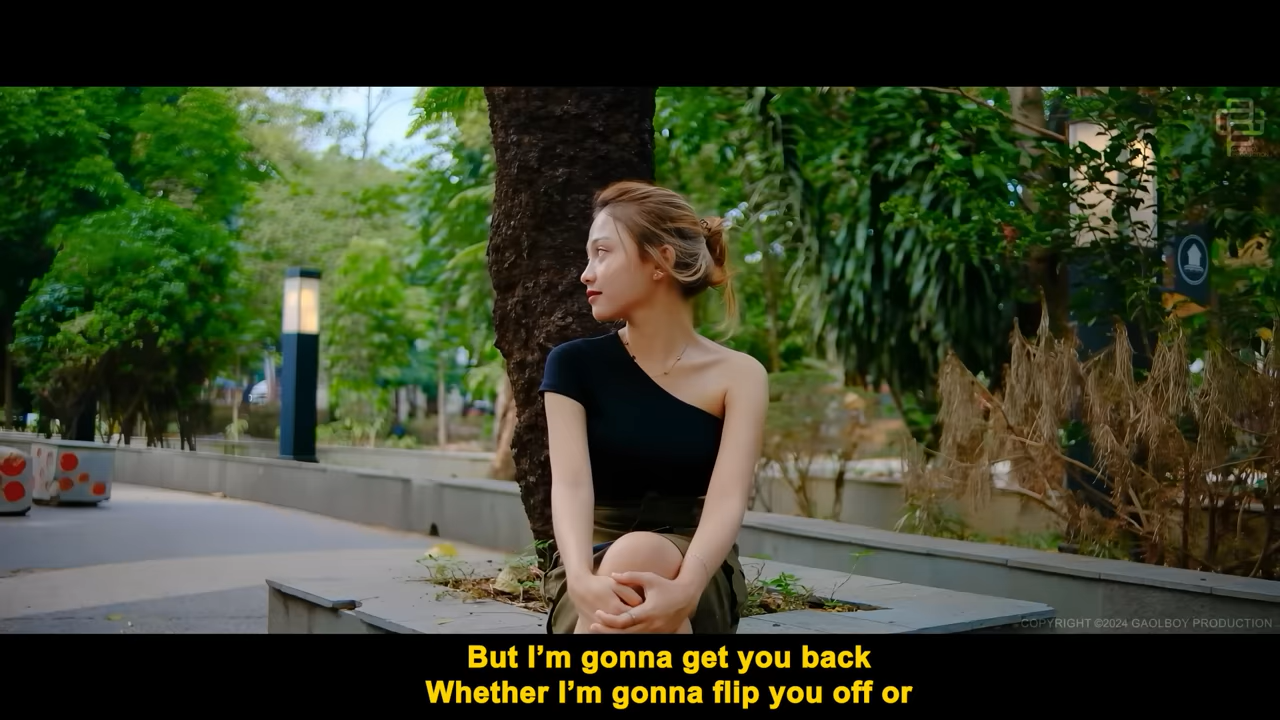 COPYRIGHT ©2024 GAOLBOY PRODUCTION
But I'm gonna get you back
Whether I'm gonna flip you off or